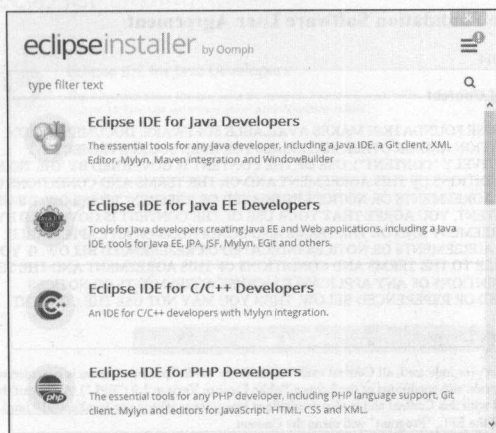 eclipseinstaller by Oomph
type filter text
Eclipse IDE for Java Developers
The essential tools for any Java developer, including a Java IDE, a Git client, XML
Editor, Mylyn, Maven integration and WindowBuilder
Eclipse IDE for Java EE Developers
Tools for Java developers creating Java EE and Web applications, including a Java
IDE, tools for Java EE, JPA, JSF, Mylyn, EGit and others.
C++
Eclipse IDE for C/C++ Developers
An IDE for C/C++ developers with Mylyn integration.
php
Eclipse IDE for PHP Developers
The essential tools for any PHP developer, including PHP language support, Git
client, Mylyn and editors for JavaScript, HTML, CSS and XML.